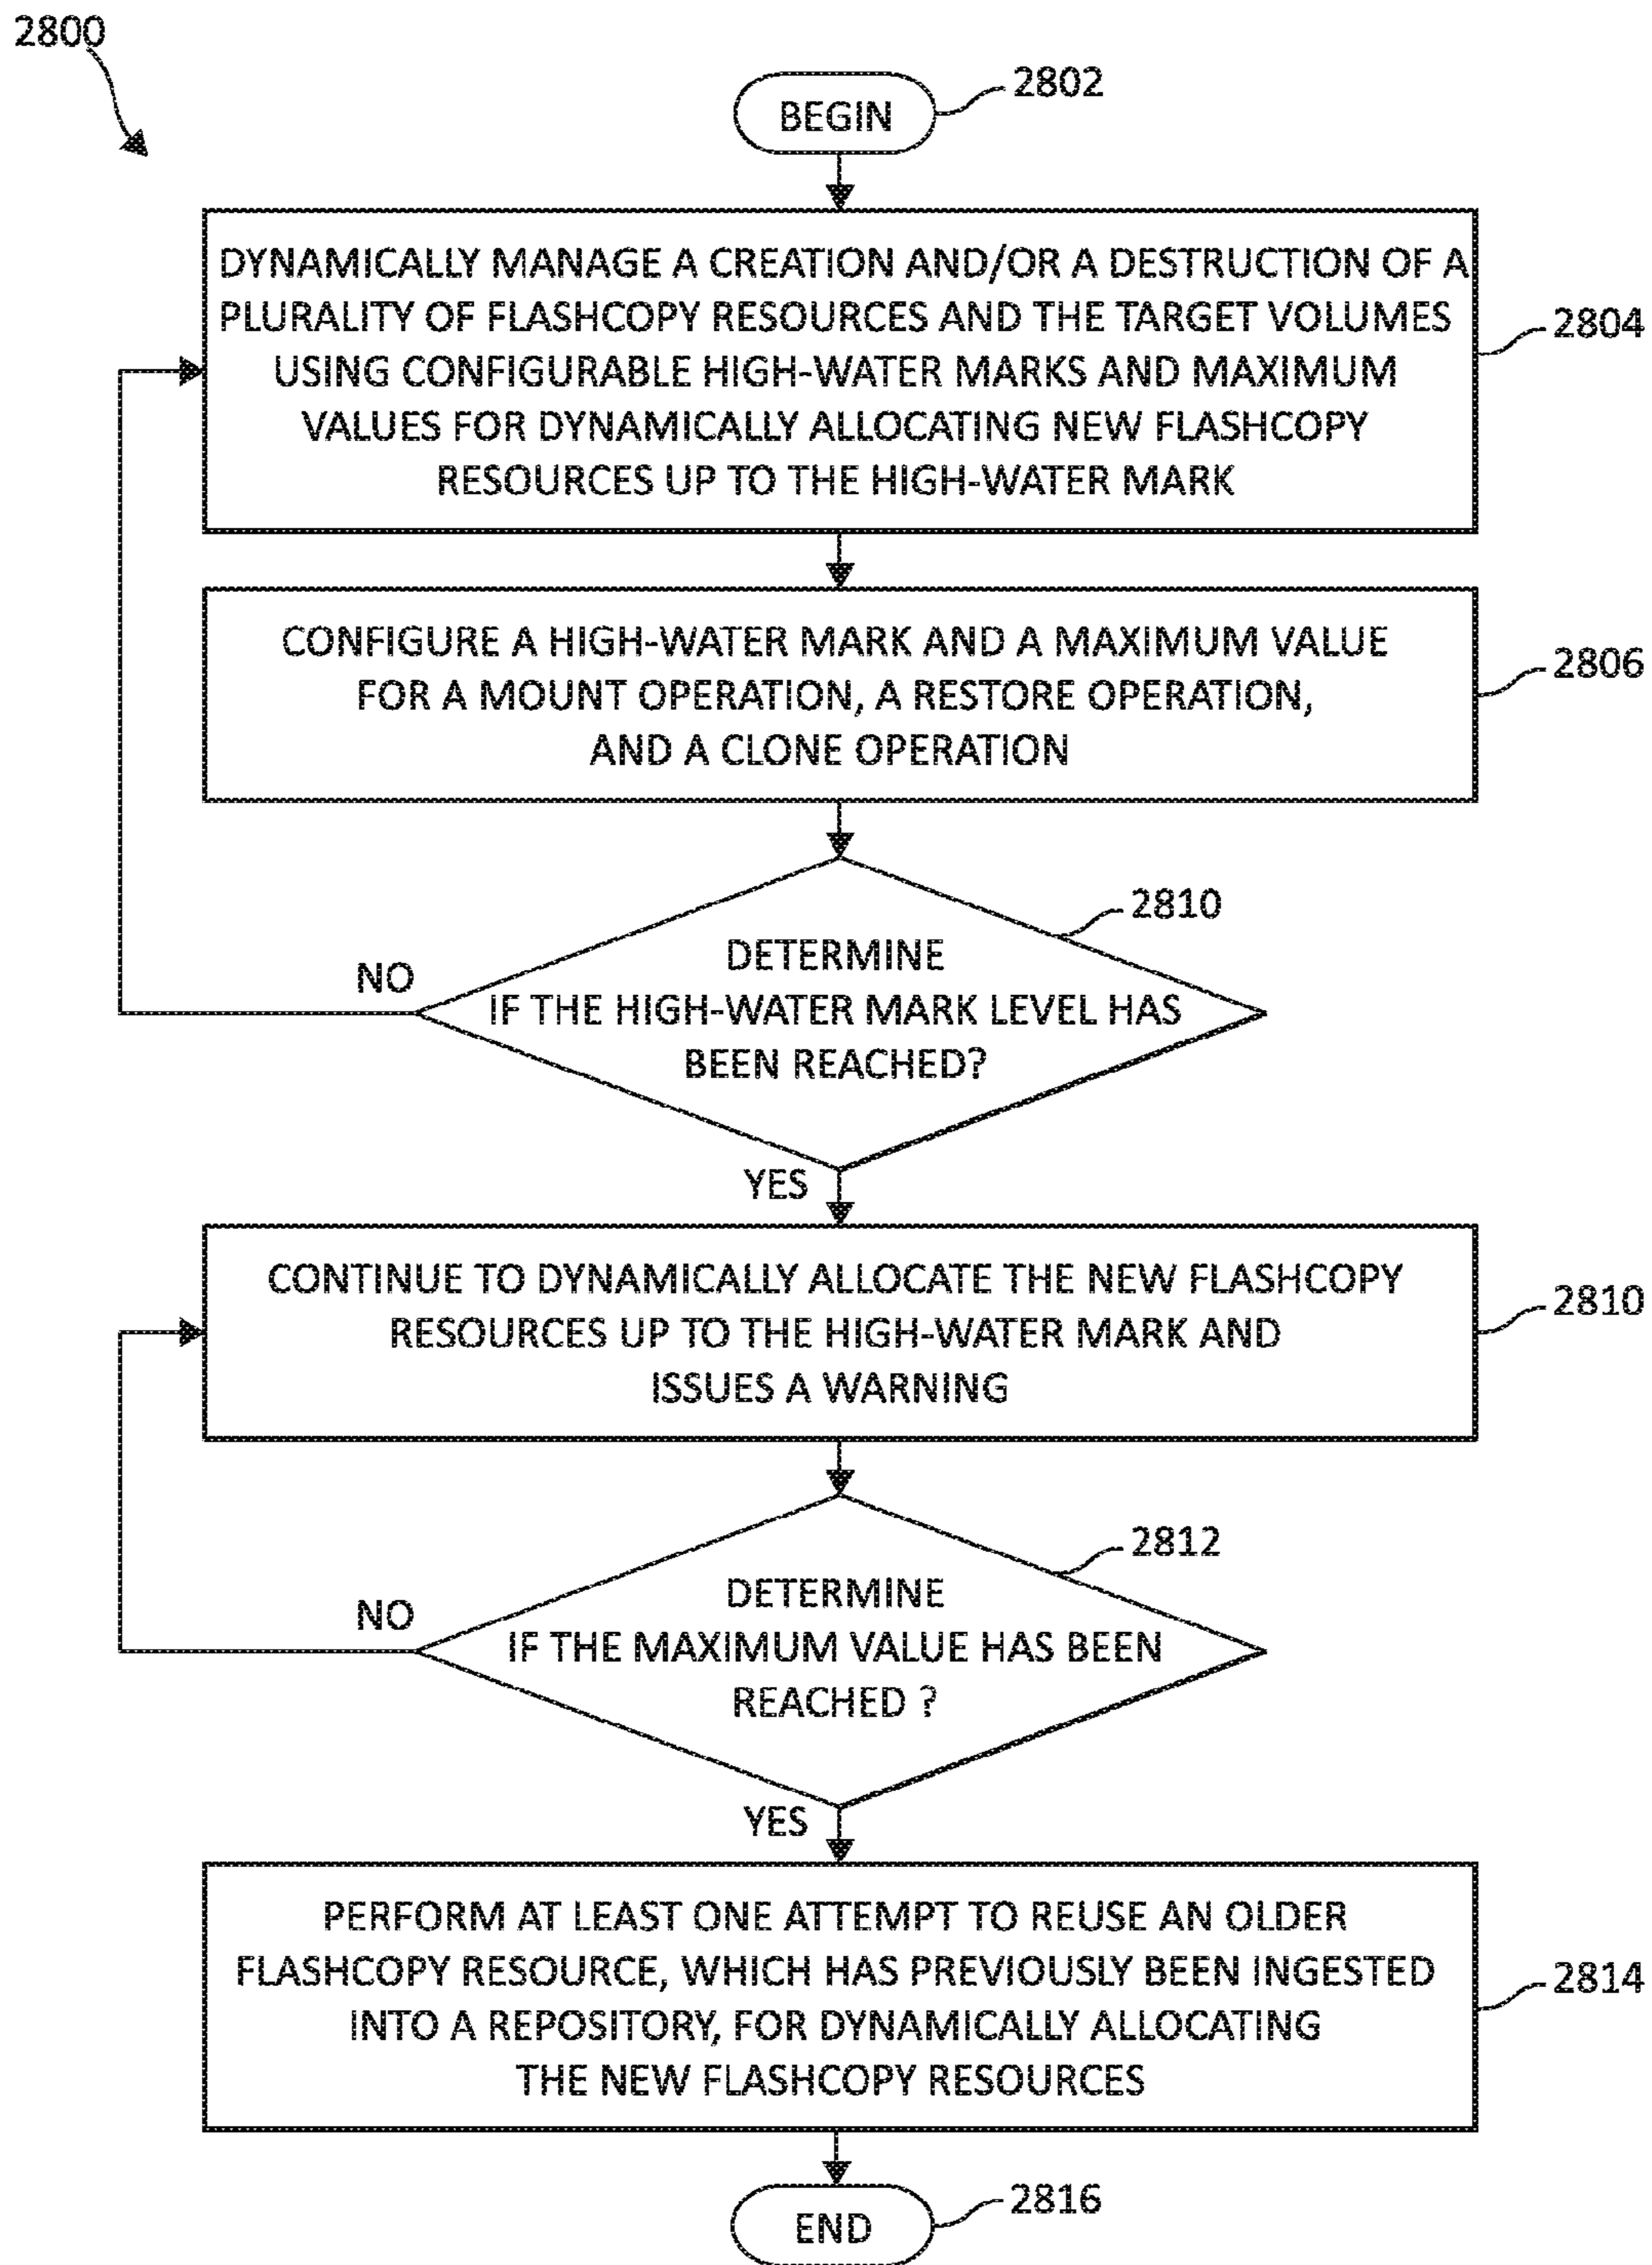 2800
BEGIN
2802
DYNAMICALLY MANAGE A CREATION AND/OR A DESTRUCTION OF A
PLURALITY OF FLASHCOPY RESOURCES AND THE TARGET VOLUMES
USING CONFIGURABLE HIGH-WATER MARKS AND MAXIMUM
VALUES FOR DYNAMICALLY ALLOCATING NEW FLASHCOPY
RESOURCES UP TO THE HIGH-WATER MARK
2804
CONFIGURE A HIGH-WATER MARK AND A MAXIMUM VALUE
FOR A MOUNT OPERATION, A RESTORE OPERATION,
AND A CLONE OPERATION
2806
2810
DETERMINE
IF THE HIGH-WATER MARK LEVEL HAS
BEEN REACHED?
NO
YES
CONTINUE TO DYNAMICALLY ALLOCATE THE NEW FLASHCOPY
RESOURCES UP TO THE HIGH-WATER MARK AND
ISSUES A WARNING
2810
2812
DETERMINE
IF THE MAXIMUM VALUE HAS BEEN
REACHED ?
NO
YES
PERFORM AT LEAST ONE ATTEMPT TO REUSE AN OLDER
FLASHCOPY RESOURCE, WHICH HAS PREVIOUSLY BEEN INGESTED
INTO A REPOSITORY, FOR DYNAMICALLY ALLOCATING
THE NEW FLASHCOPY RESOURCES
2814
END
2816